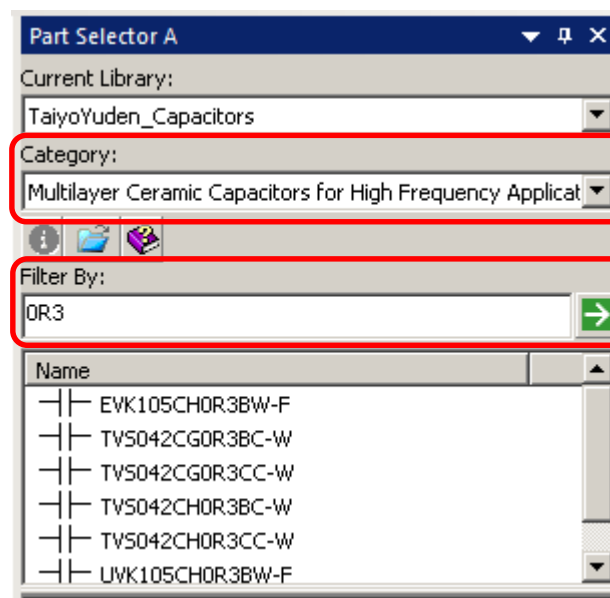 Part Selector A
Current Library:
TaiyoYuden_Capacitors
Category:
Multilayer Ceramic Capacitors for High Frequency Applicat
Filter By:
0R3
Name
EVK105CH0R3BW-F
TVS042CG0R3BC-W
TVS042CG0R3CC-W
TVS042CH0R3BC-W
TVS042CH0R3CC-W
UVK105CH0R3BW-F